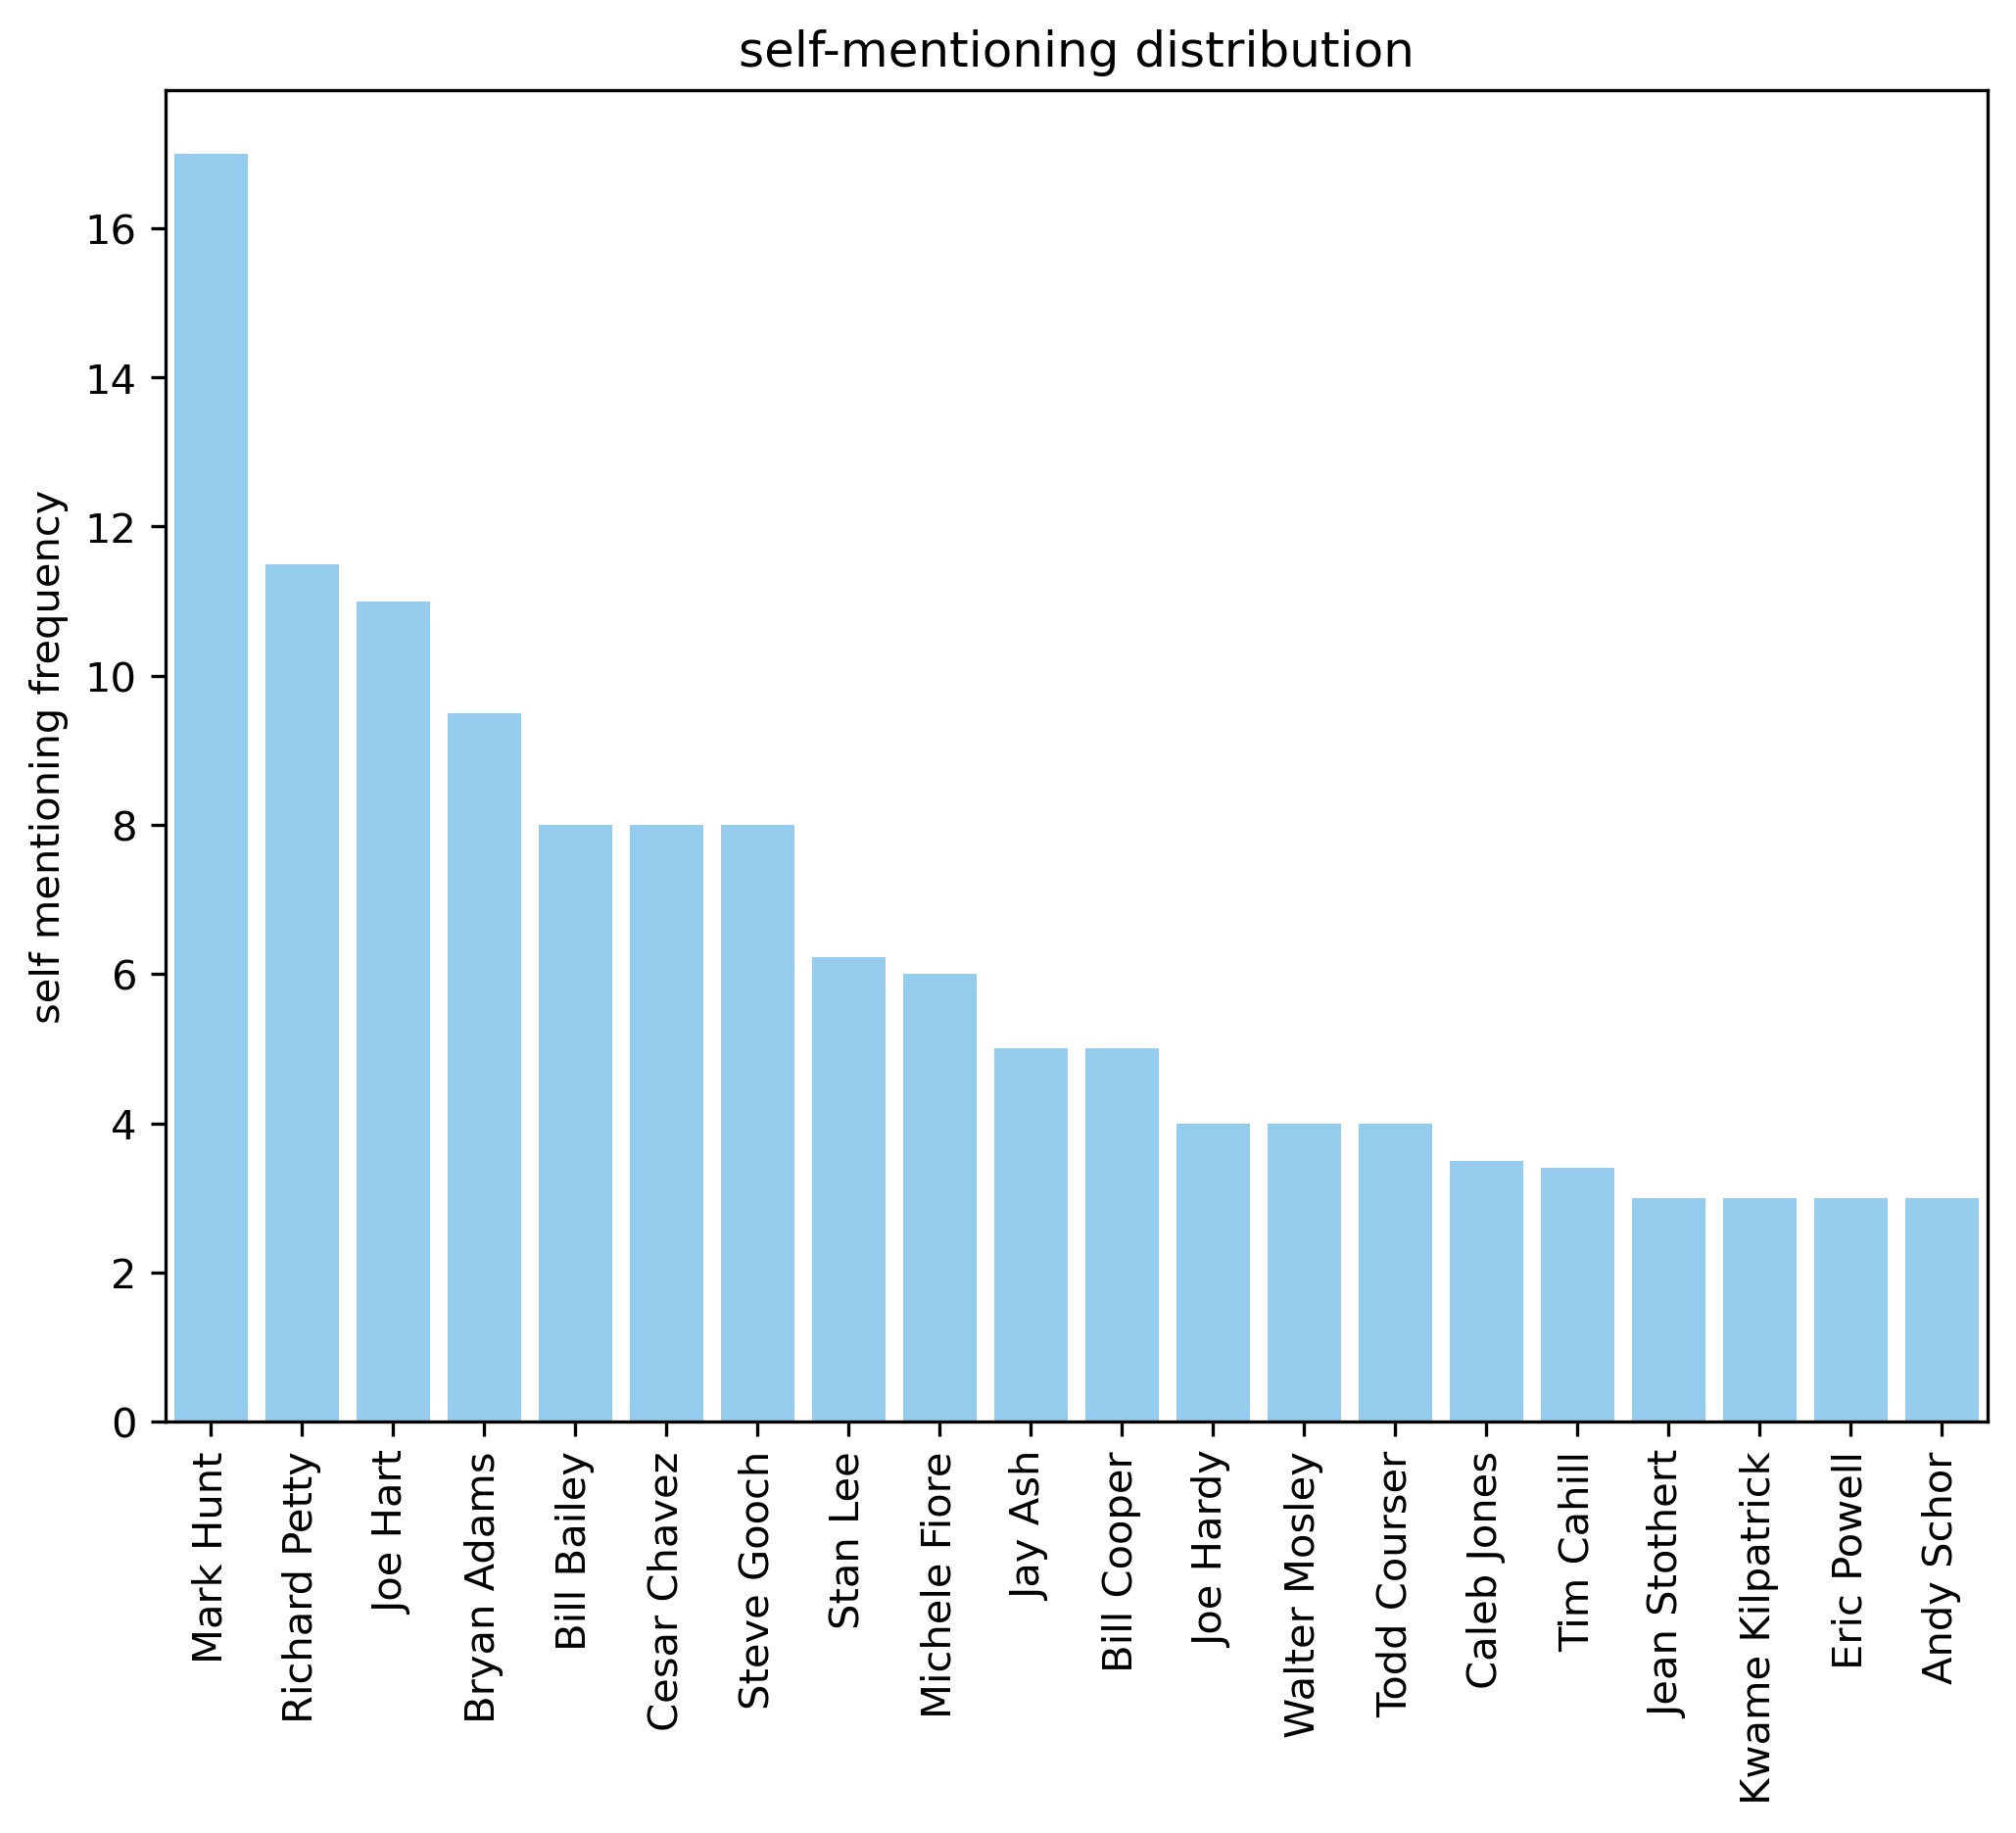 self-mentioning distribution
self mentioning frequency
16
14
12
10
8
6
4
2
0
Mark Hunt
Richard Petty
Joe Hart
Bryan Adams
Bill Bailey
Cesar Chavez
Steve Gooch
Stan Lee
Michele Fiore
Jay Ash
Bill Cooper
Joe Hardy
Walter Mosley
Todd Courser
Caleb Jones
Tim Cahill
Jean Stothert
Kwame Kilpatrick
Eric Powell
Andy Schor